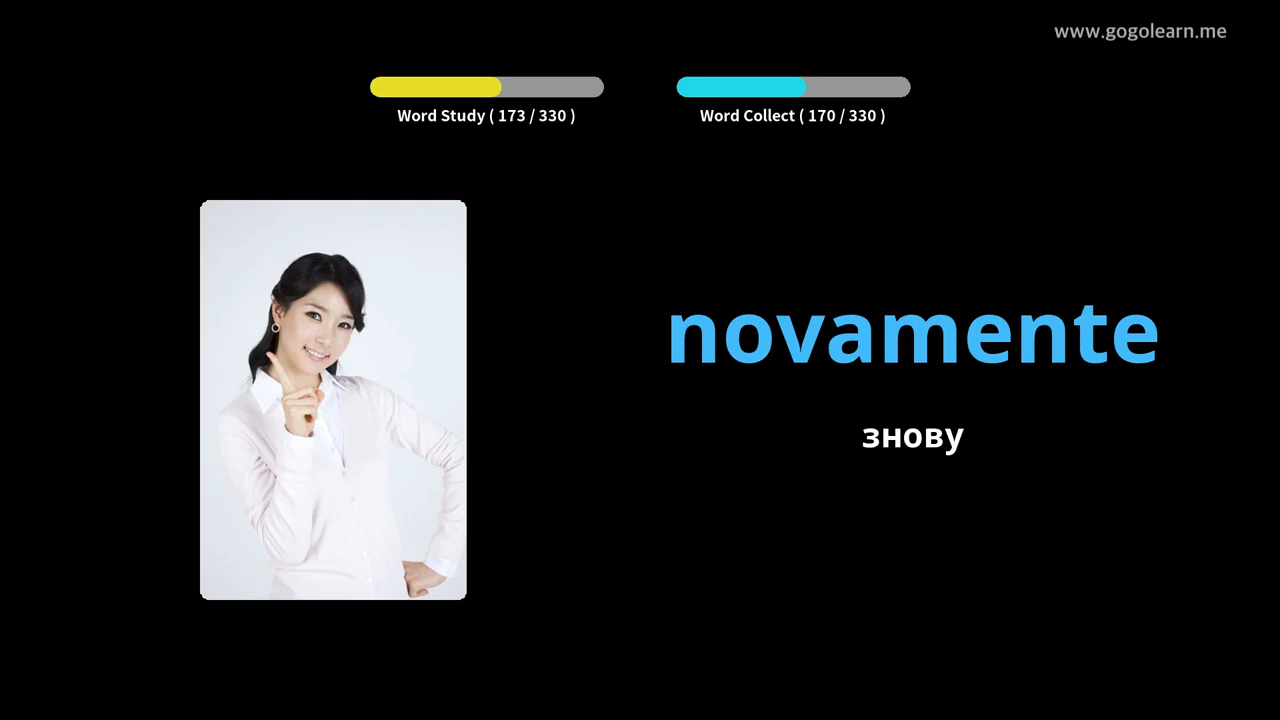 www.gogolearn.me
Word Study ( 173 / 330 )
Word Collect ( 170 / 330 )
novamente
знову